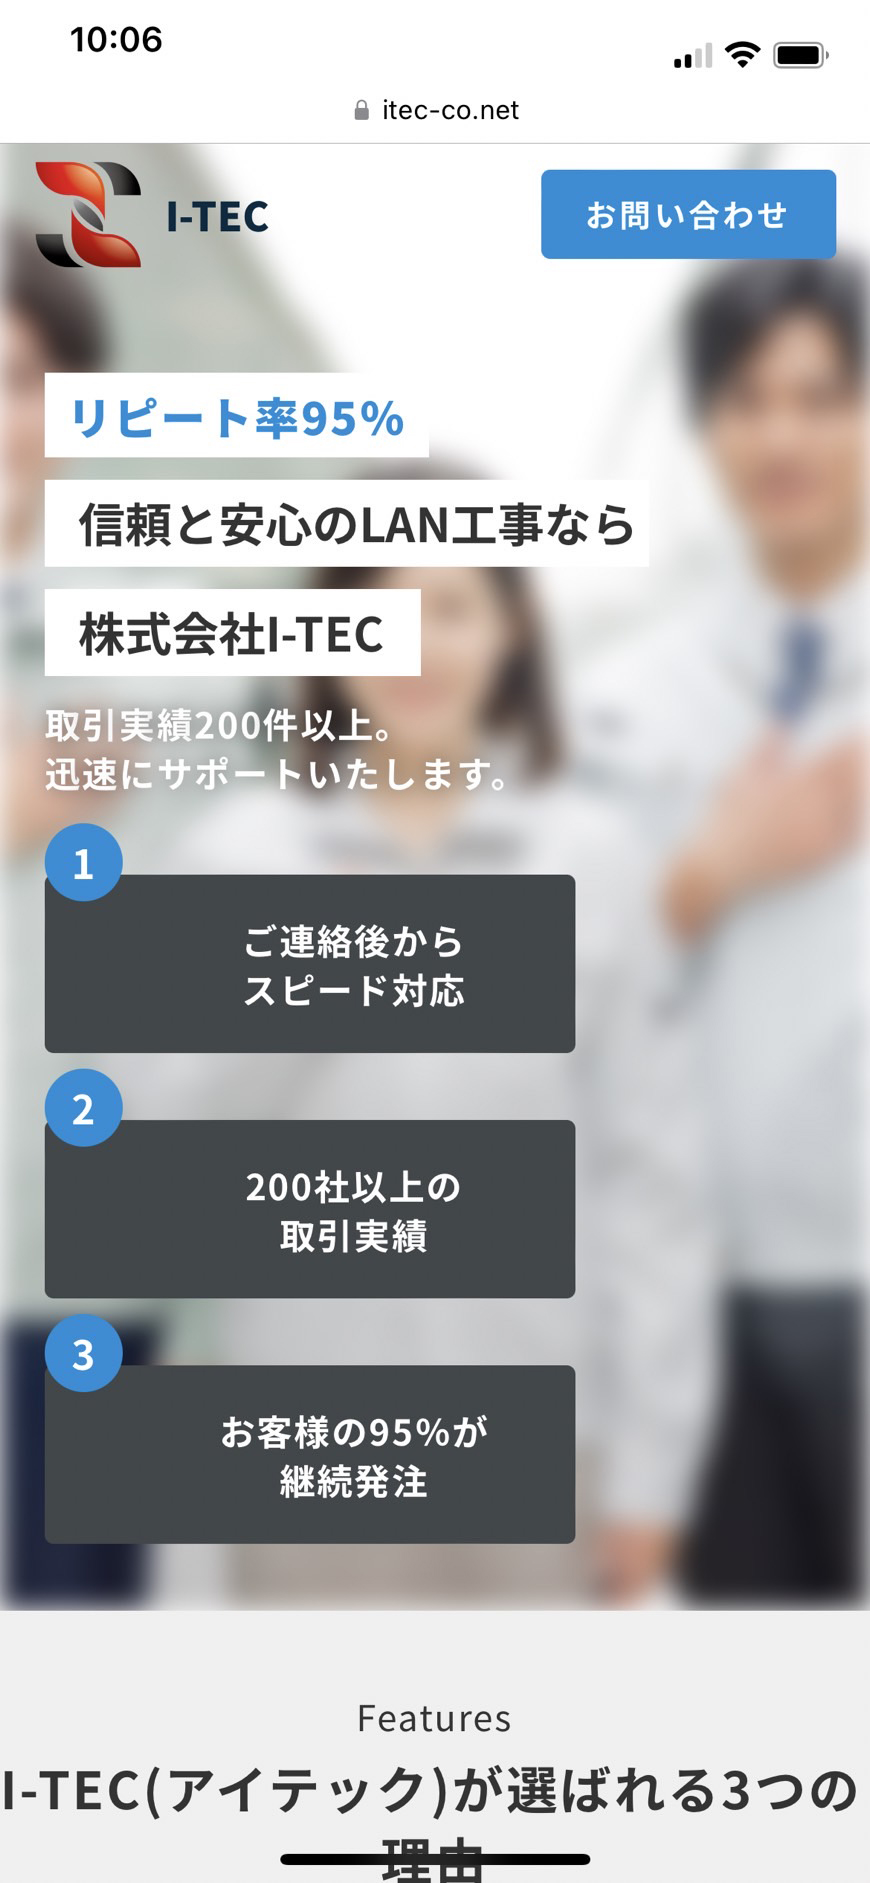 10:06
itec-co.net
I-TEC
お問い合わせ
リピート率95%
信頼と安心のLAN工事なら
株式会社I-TEC
取引実績200件以上。
迅速にサポートいたします。
1
ご連絡後から
スピード対応
2
200社以上の
取引実績
3
お客様の95%が
継続発注
Features
I-TEC(アイテック)が選ばれる3つの
理由